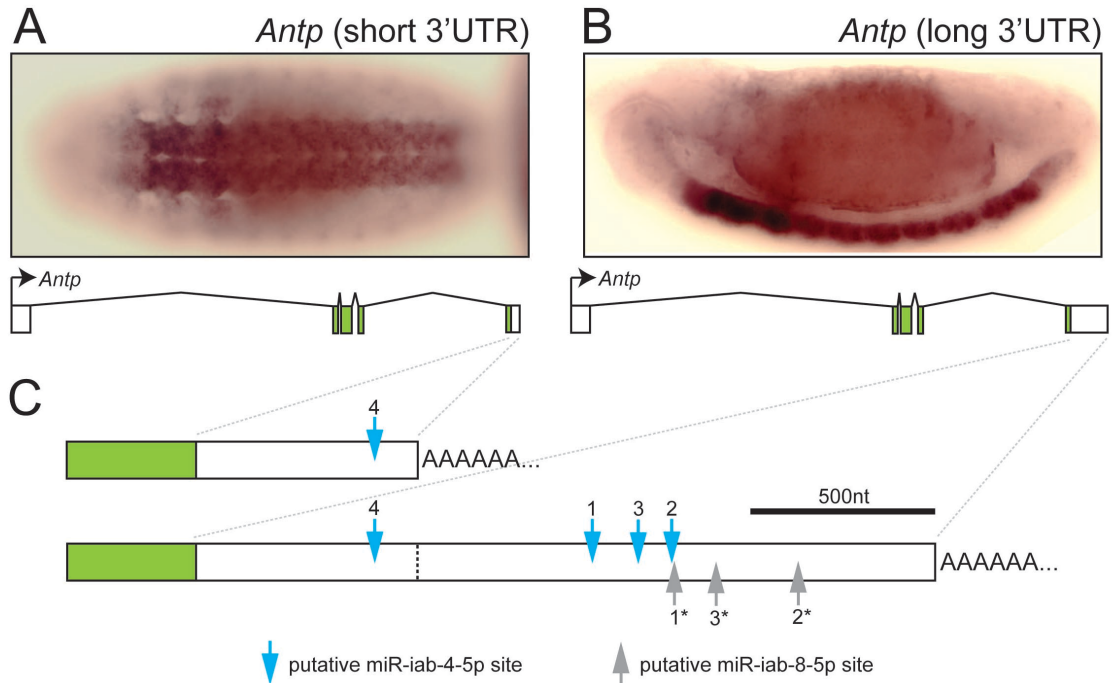 A
Antp (short 3'UTR)
B
Antp (long 3'UTR)
Antp
Antp
C
4
AAAAAA...
500nt
4
1
3
2
AAAAAA...
1*
3*
2*
putative miR-iab-4-5p site
putative miR-iab-8-5p site